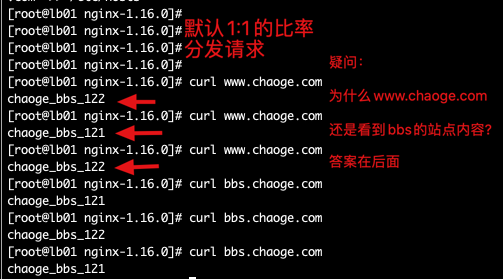 [root@lb01 nginx-1.16.0]#
[root@lb01 nginx-1.16.0]#
[root@lb01 nginx-1.16.0]#
[root@lb01 nginx-1.16.0]#
默认1:1的比率
分发请求
[root@lb01 nginx-1.16.0]# curl www.chaoge.com
chaoge_bbs_122
[root@lb01 nginx-1.16.0]# curl www.chaoge.com
chaoge_bbs_121
[root@lb01 nginx-1.16.0]# curl www.chaoge.com
chaoge_bbs_122
[root@lb01 nginx-1.16.0]# curl bbs.chaoge.com
chaoge_bbs_121
[root@lb01 nginx-1.16.0]# curl bbs.chaoge.com
chaoge_bbs_122
[root@lb01 nginx-1.16.0]# curl bbs.chaoge.com
chaoge_bbs_121
疑问:
为什么www.chaoge.com
还是看到bbs的站点内容?
答案在后面